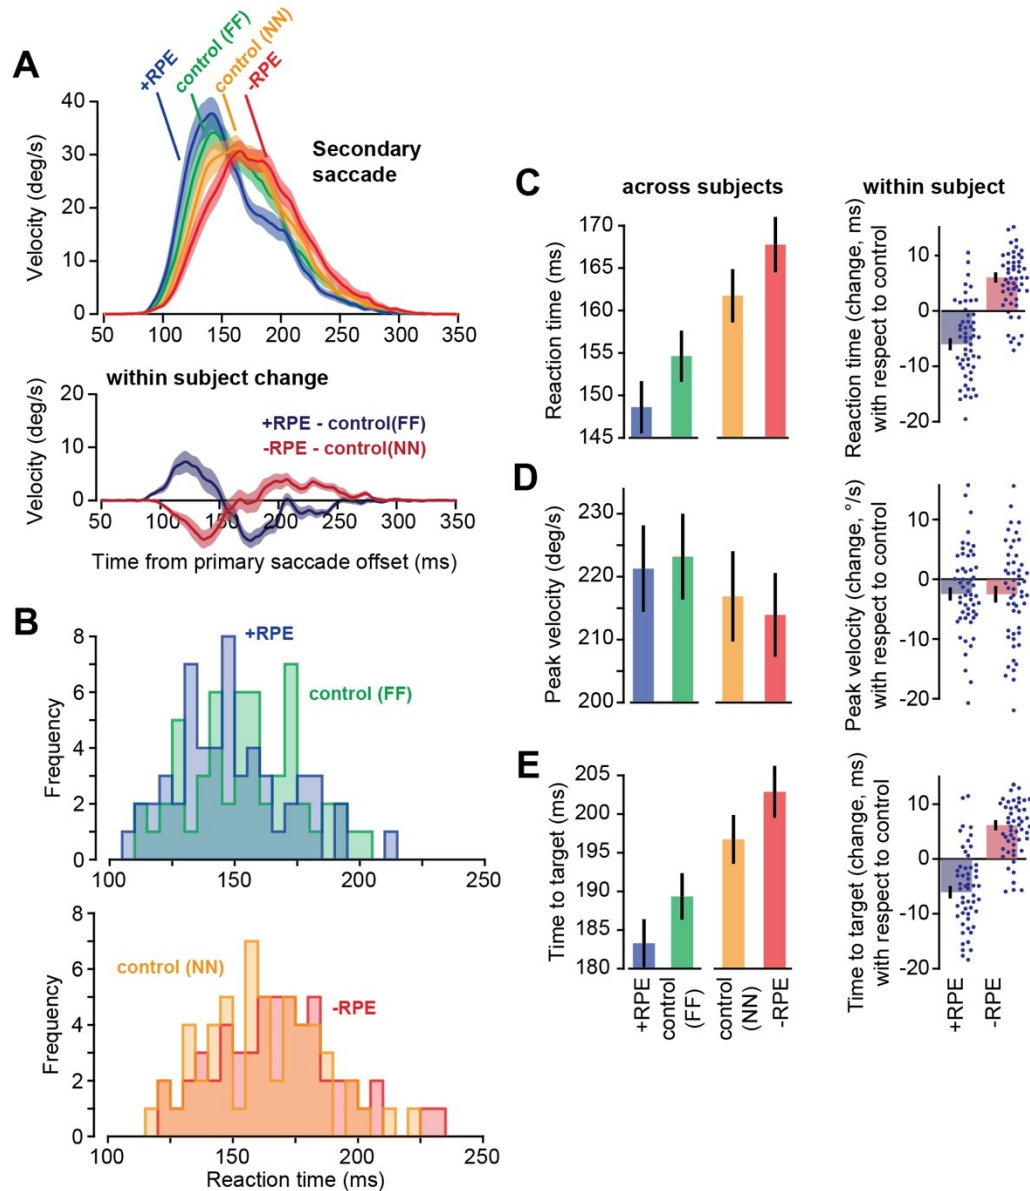 A
+RPE
control (FF)
control (NN)
-RPE
40
30
20
10
0
Velocity (deg/s)
Secondary
saccade
50 100 150 200 250 300 350
within subject change
20
10
0
Velocity (deg/s)
+RPE - control(FF)
-RPE - control(NN)
50 100 150 200 250 300 350
Time from primary saccade offset (ms)
B
8
6
4
2
0
Frequency
+RPE
control (FF)
100 150 200 250
8
6
4
2
0
Frequency
control (NN)
-RPE
100 150 200 250
Reaction time (ms)
C
across subjects
within subject
170
165
160
155
150
145
Reaction time (ms)
10
0
-10
-20
Reaction time (change, ms)
with respect to control
D
230
220
210
200
Peak velocity (deg/s)
10
0
-10
-20
Peak velocity (change, °/s)
with respect to control
E
205
200
195
190
185
180
Time to target (ms)
+RPE
control
(FF)
control
(NN)
-RPE
10
0
-10
-20
Time to target (change, ms)
with respect to control
+RPE
-RPE